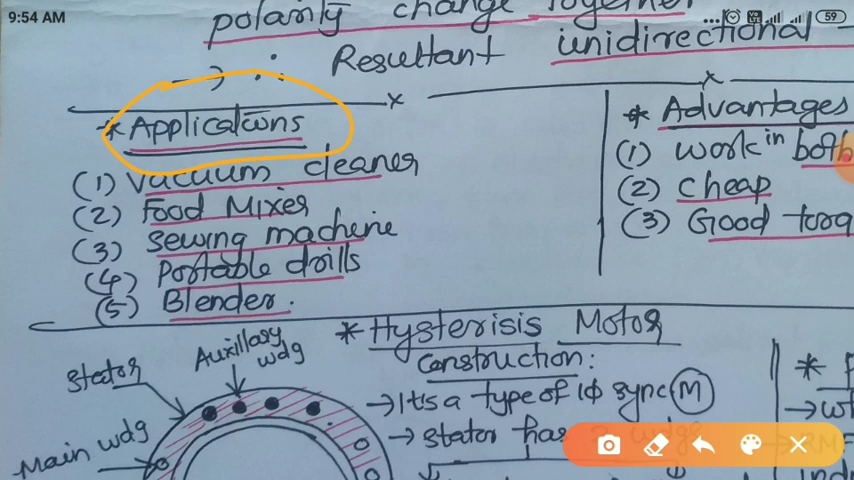 9:54 AM
59
polarity change together
→ ∴ Resultant unidirectional
* Applications
(1) Vacuum cleaner
(2) Food Mixer
(3) Sewing machine
(4) Portable drills
(5) Blender.
* Advantages
(1) Work in both
(2) Cheap
(3) Good torq
* Hysterisis Motor
Construction:
→ It's a type of 1ϕ sync (M)
→ stator has
Auxillary wdg
Stator
Main wdg